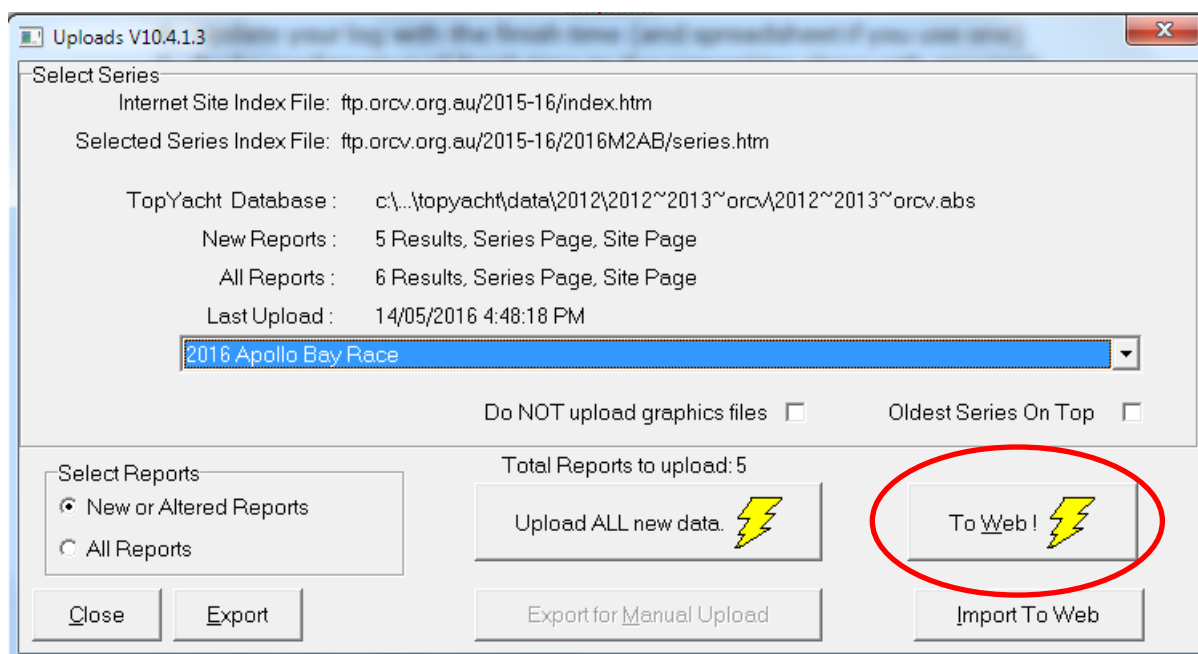 Uploads V10.4.1.3
Select Series
Internet Site Index File: ftp.orcv.org.au/2015-16/index.htm
Selected Series Index File: ftp.orcv.org.au/2015-16/2016M2AB/series.htm
TopYacht Database : c:\...\topyacht\data\2012\2012~2013~orcv\2012~2013~orcv.abs
New Reports : 5 Results, Series Page, Site Page
All Reports : 6 Results, Series Page, Site Page
Last Upload : 14/05/2016 4:48:18 PM
2016 Apollo Bay Race
Do NOT upload graphics files Oldest Series On Top
Select Reports Total Reports to upload: 5
New or Altered Reports Upload ALL new data. To Web !
All Reports
Close Export Export for Manual Upload Import To Web